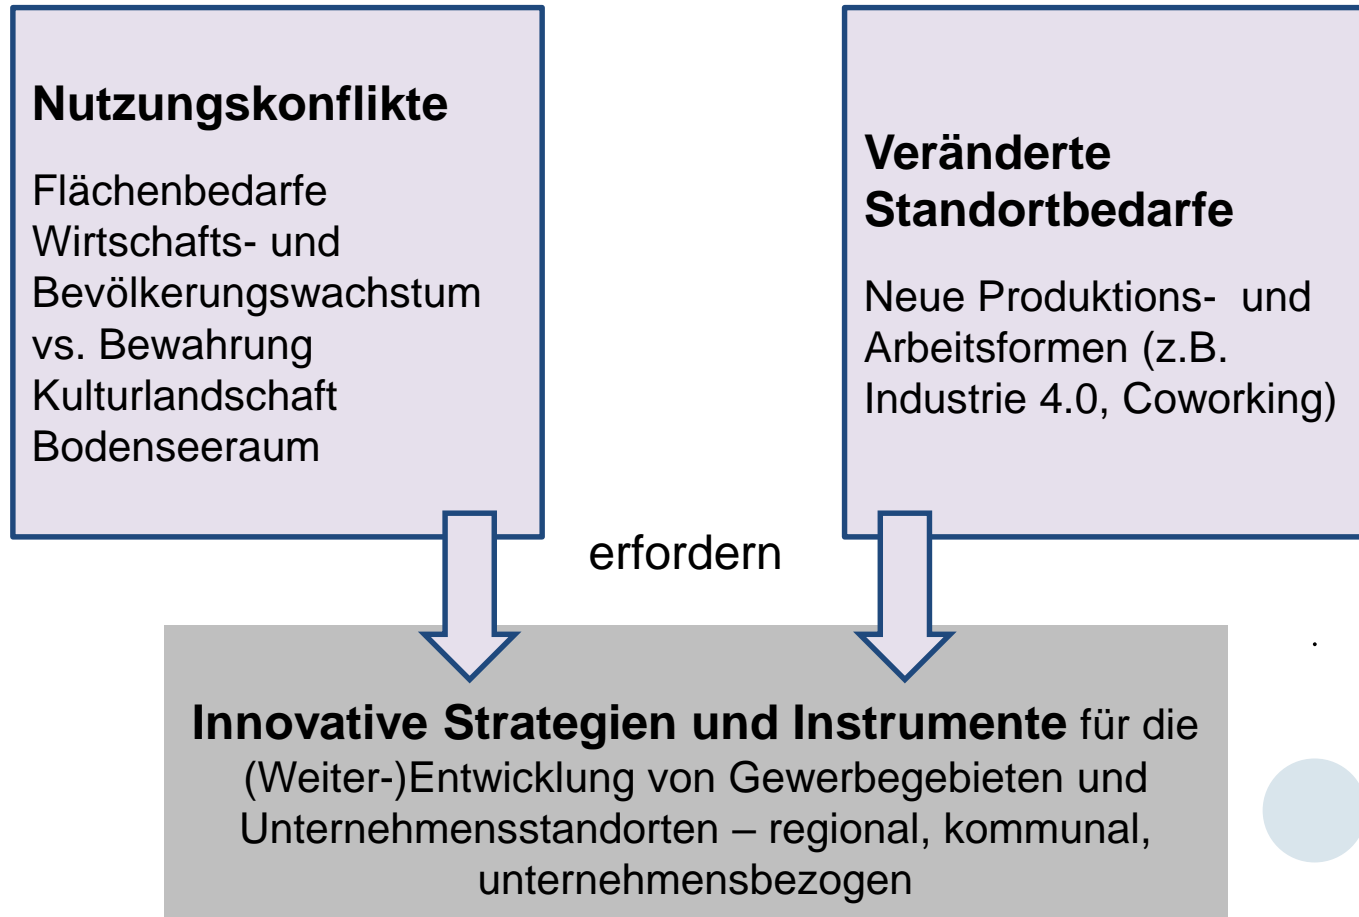 Nutzungskonflikte
Flächenbedarfe
Wirtschafts- und
Bevölkerungswachstum
vs. Bewahrung
Kulturlandschaft
Bodenseeraum
Veränderte
Standortbedarfe
Neue Produktions-  und
Arbeitsformen (z.B.
Industrie 4.0, Coworking)
erfordern
.
Innovative Strategien und Instrumente für die
(Weiter-)Entwicklung von Gewerbegebieten und
Unternehmensstandorten – regional, kommunal,
unternehmensbezogen